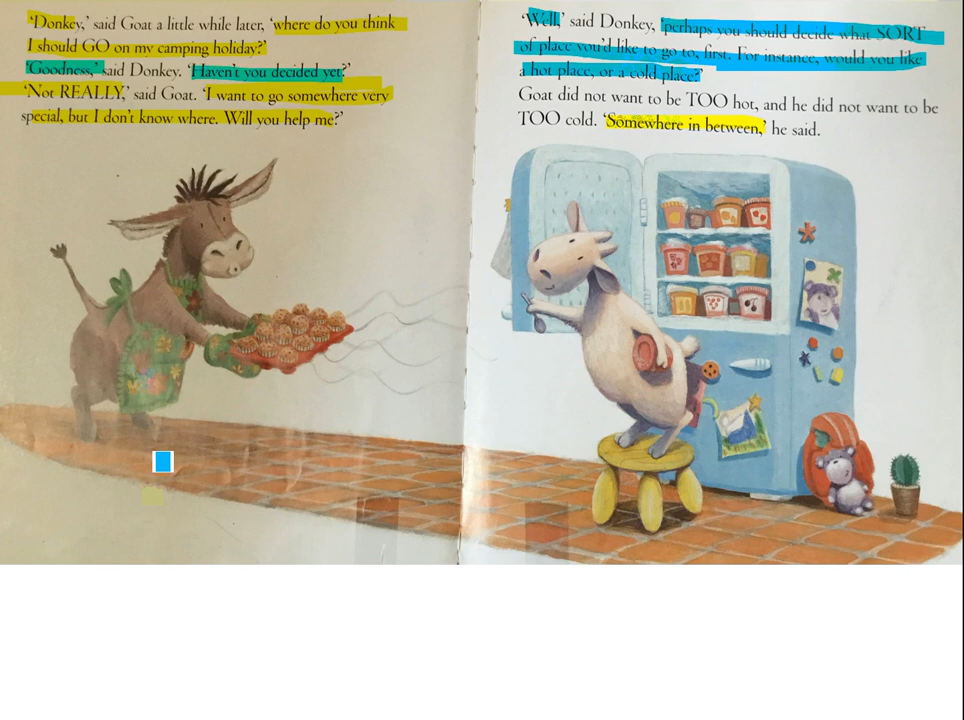 ‘Donkey,’ said Goat a little while later, ‘where do you think
I should GO on my camping holiday?’
‘Goodness,’ said Donkey. ‘Haven’t you decided yet?’
‘Not REALLY,’ said Goat. ‘I want to go somewhere very
special, but I don’t know where. Will you help me?’
‘Well,’ said Donkey, ‘perhaps you should decide what SORT
of place you’d like to go to, first. For instance, would you like
a hot place, or a cold place?’
Goat did not want to be TOO hot, and he did not want to be
TOO cold. ‘Somewhere in between,’ he said.